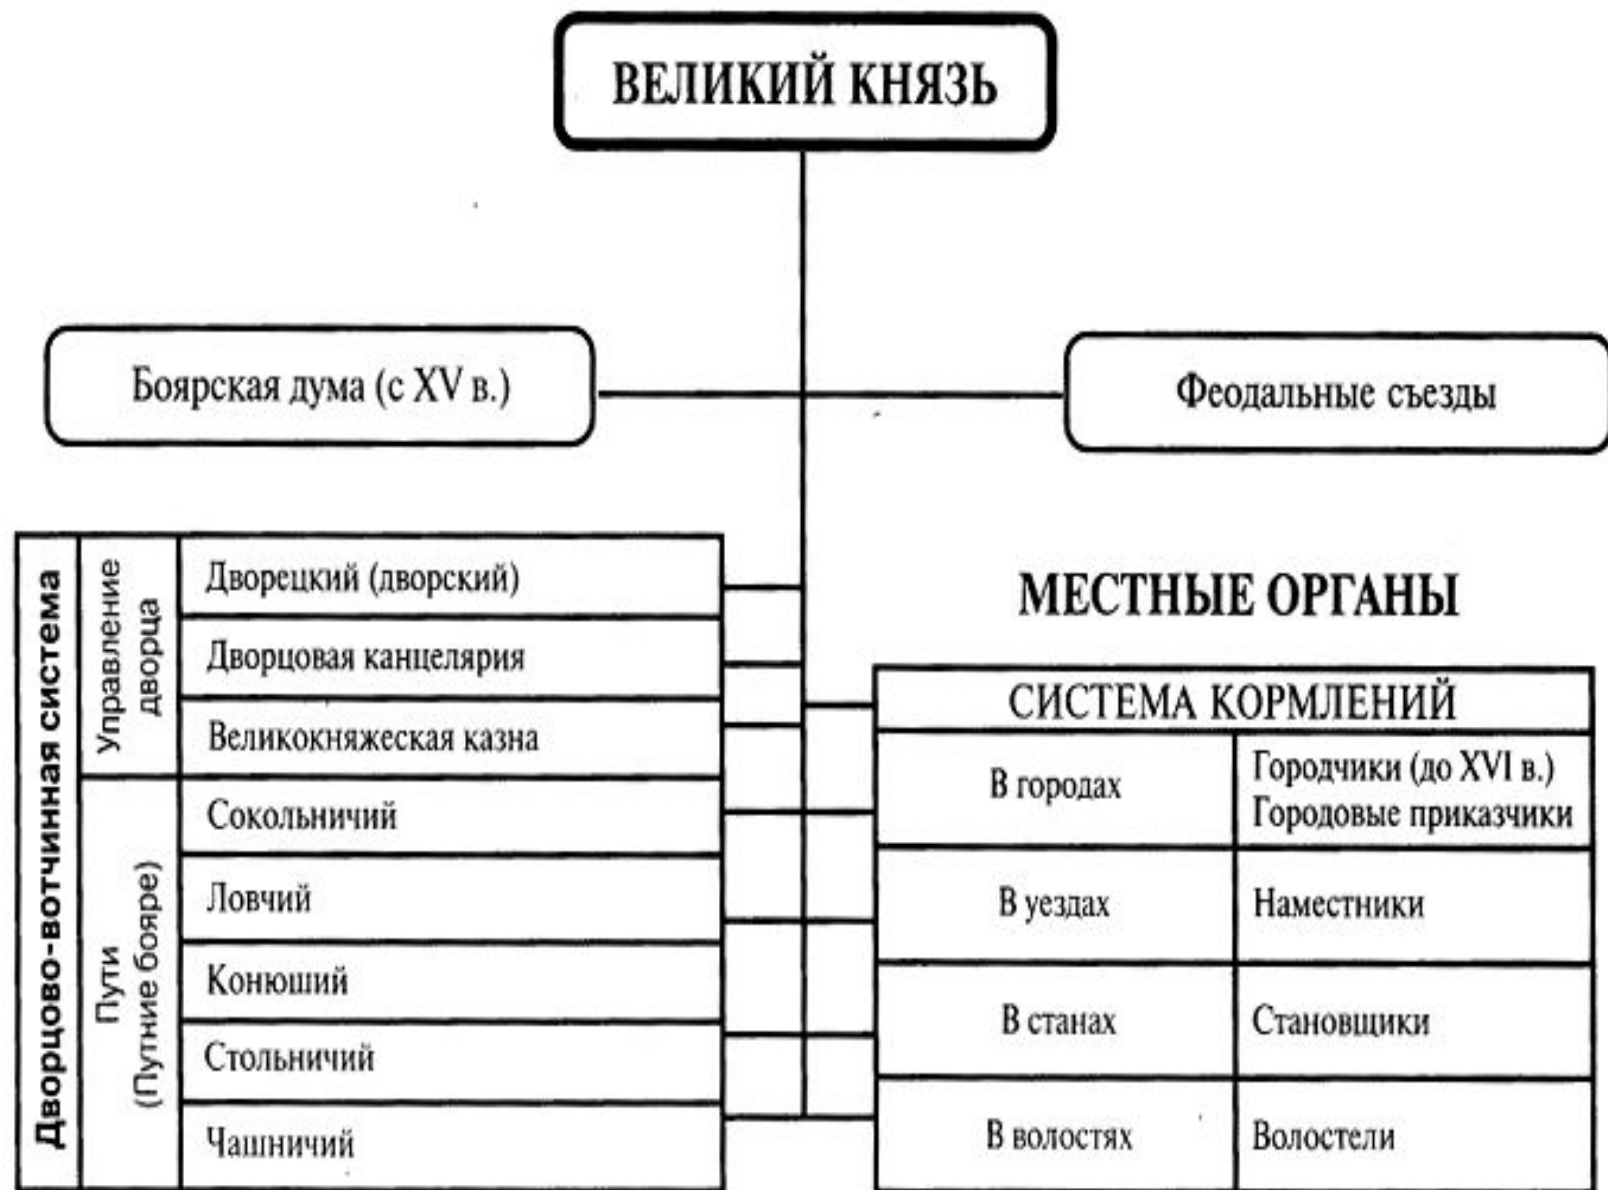 ВЕЛИКИЙ КНЯЗЬ
Боярская дума (с XV в.)
Феодальные съезды
Дворцово-вотчинная система
Управление
дворца
Дворецкий (дворский)
Дворцовая канцелярия
Великокняжеская казна
Пути
(Путные бояре)
Сокольничий
Ловчий
Конюший
Стольничий
Чашничий
МЕСТНЫЕ ОРГАНЫ
СИСТЕМА КОРМЛЕНИЙ
В городах
Городчики (до XVI в.)
Городовые приказчики
В уездах
Наместники
В станах
Становщики
В волостях
Волостели